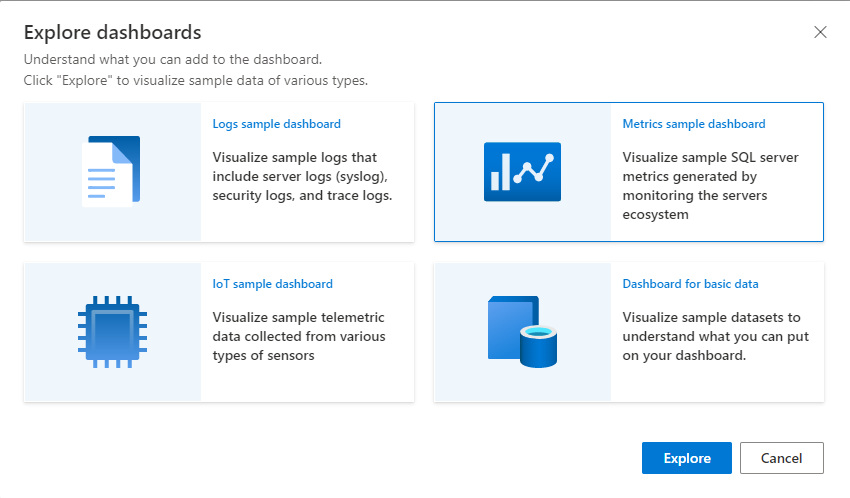 Explore dashboards
Understand what you can add to the dashboard.
Click "Explore" to visualize sample data of various types.
Logs sample dashboard
Visualize sample logs that
include server logs (syslog),
security logs, and trace logs.
Metrics sample dashboard
Visualize sample SQL server
metrics generated by
monitoring the servers
ecosystem
IoT sample dashboard
Visualize sample telemetric
data collected from various
types of sensors
Dashboard for basic data
Visualize sample datasets to
understand what you can put
on your dashboard.
Explore
Cancel